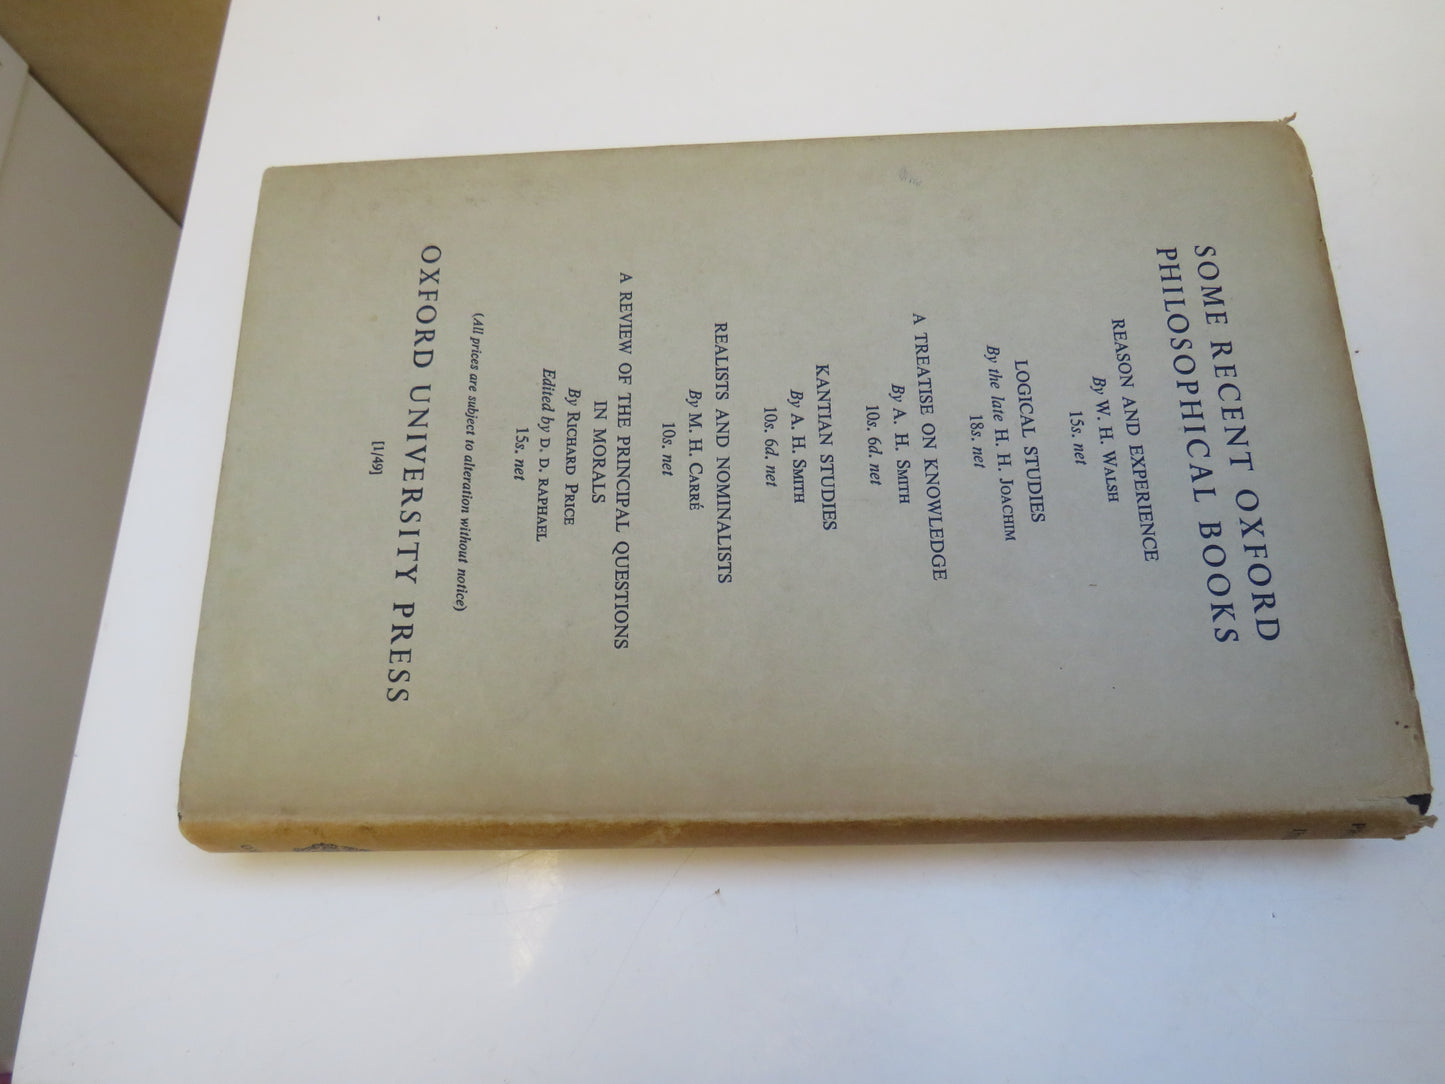 SOME RECENT OXFORD
PHILOSOPHICAL BOOKS
REASON AND EXPERIENCE
By W. H. WALSH
15s. net
LOGICAL STUDIES
By the late H. H. JOACHIM
18s. net
A TREATISE ON KNOWLEDGE
By A. H. SMITH
10s. 6d. net
KANTIAN STUDIES
By A. H. SMITH
10s. 6d. net
REALISTS AND NOMINALISTS
By M. H. CARRÉ
10s. net
A REVIEW OF THE PRINCIPAL QUESTIONS
IN MORALS
By RICHARD PRICE
Edited by D. D. RAPHAEL
15s. net
(All prices are subject to alteration without notice)
OXFORD UNIVERSITY PRESS
[1/49]